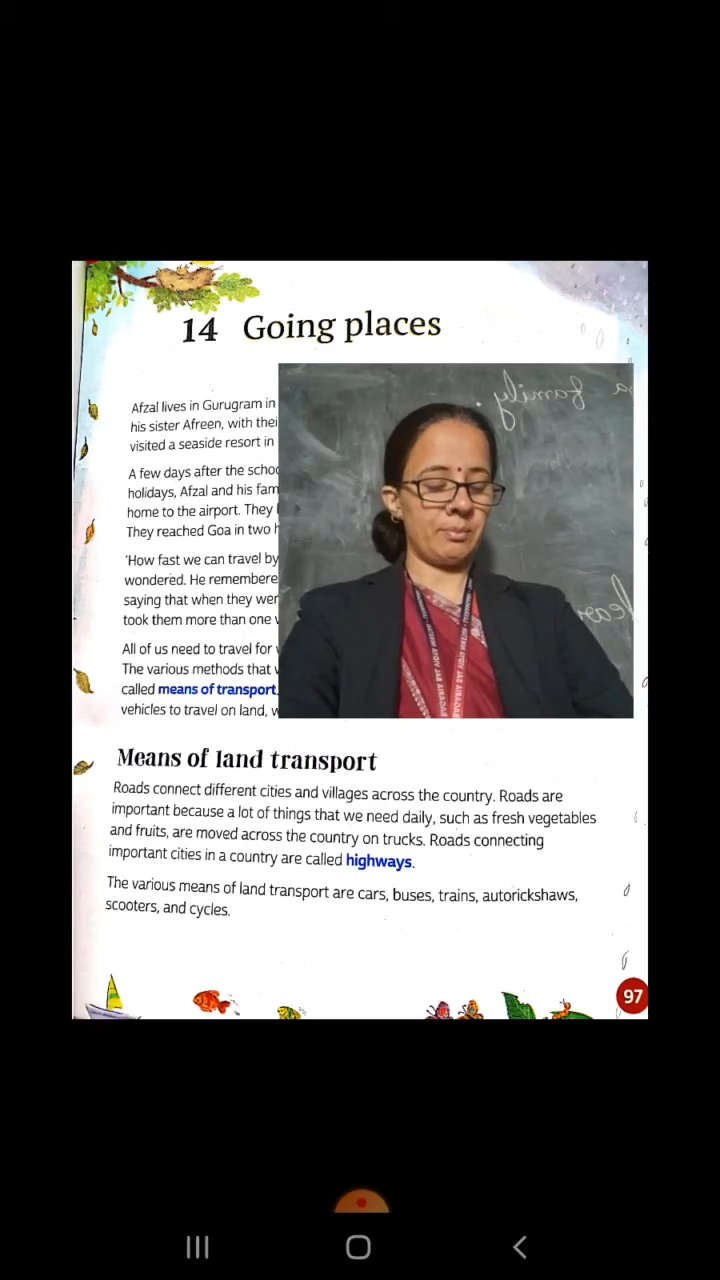 14 Going places
Afzal lives in Gurugram in
his sister Afreen, with thei
visited a seaside resort in
A few days after the schoo
holidays, Afzal and his fam
home to the airport. They
They reached Goa in two h
'How fast we can travel by
wondered. He remembere
saying that when they wer
took them more than one
All of us need to travel for
The various methods that
called means of transport.
vehicles to travel on land, w
a family.
lear
Means of land transport
Roads connect different cities and villages across the country. Roads are
important because a lot of things that we need daily, such as fresh vegetables
and fruits, are moved across the country on trucks. Roads connecting
important cities in a country are called highways.
The various means of land transport are cars, buses, trains, autorickshaws,
scooters, and cycles.
97